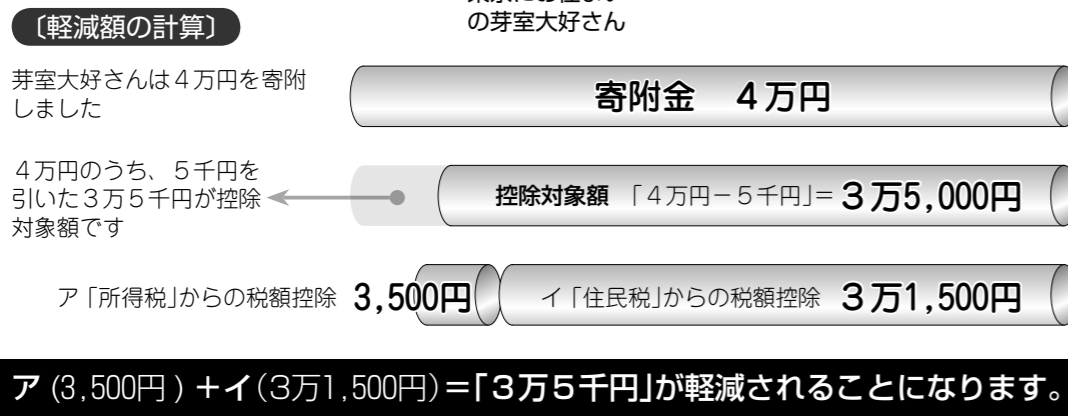 〔軽減額の計算〕
の芽室大好さん
芽室大好さんは４万円を寄附
しました
寄附金　４万円
４万円のうち、５千円を
引いた３万５千円が控除
対象額です
控除対象額 「４万円－５千円」＝３万5,000円
ア「所得税」からの税額控除 3,500円
イ「住民税」からの税額控除 ３万1,500円
ア (3,500円) ＋イ(３万1,500円)＝「３万５千円」が軽減されることになります。